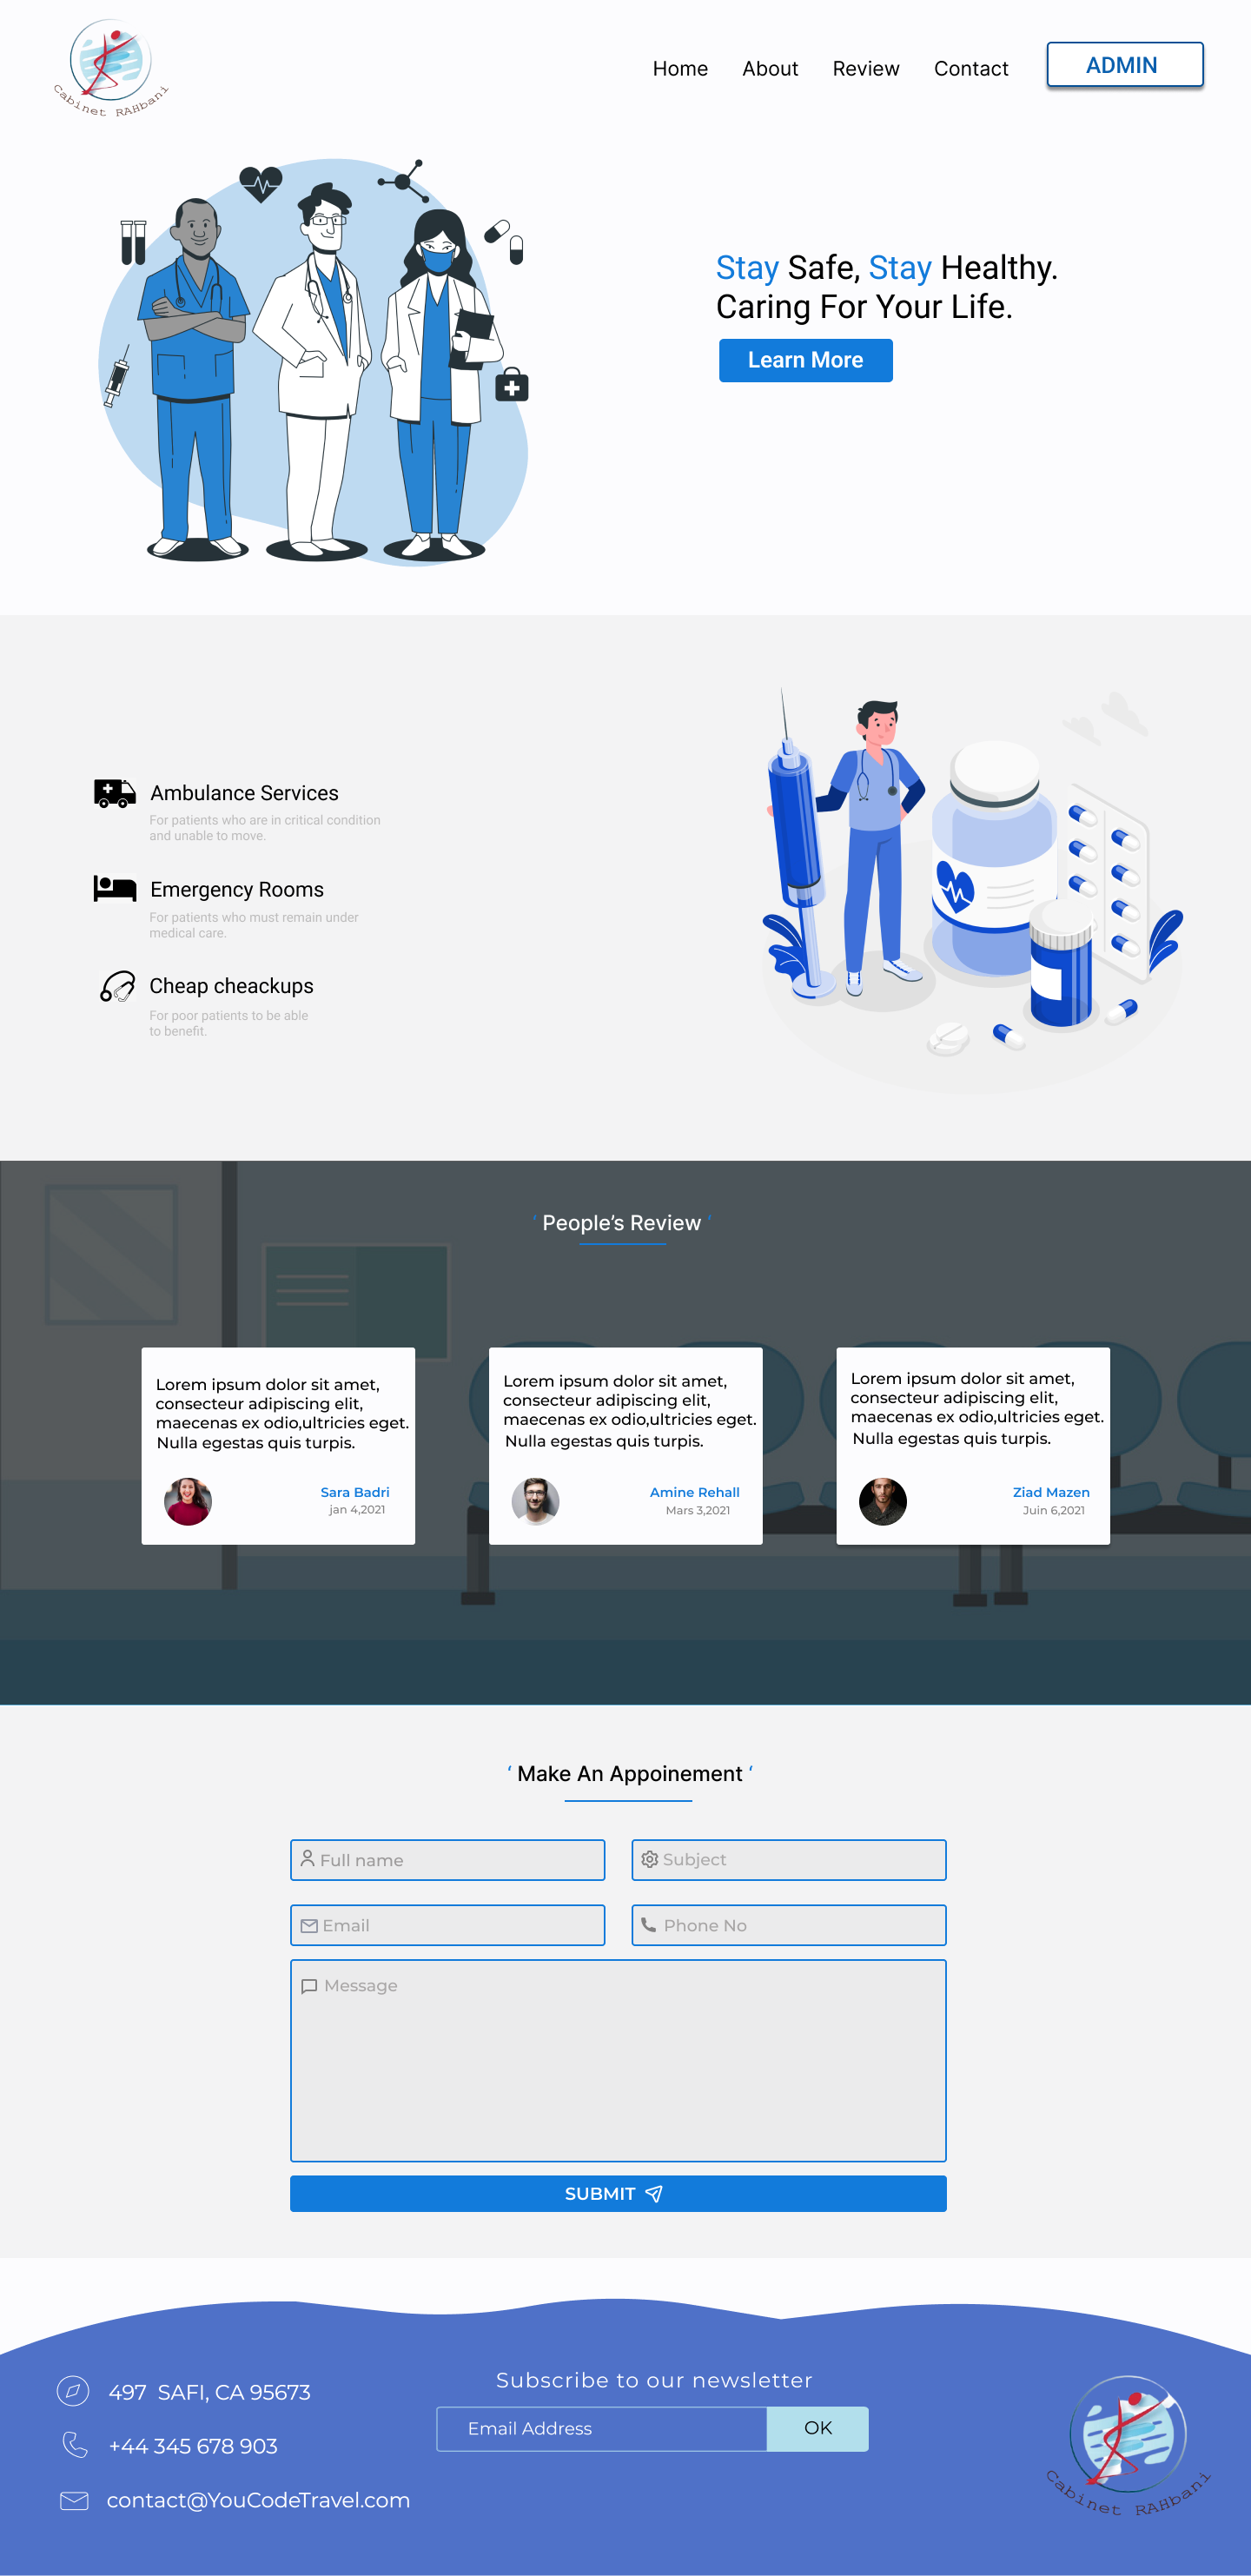 Cabinet RAHbani
Home About Review Contact ADMIN
Stay Safe, Stay Healthy.
Caring For Your Life.
Learn More
Ambulance Services
For patients who are in critical condition
and unable to move.
Emergency Rooms
For patients who must remain under
medical care.
Cheap cheackups
For poor patients to be able
to benefit.
‘ People’s Review ‘
Lorem ipsum dolor sit amet,
consecteur adipiscing elit,
maecenas ex odio,ultricies eget.
Nulla egestas quis turpis.
Sara Badri
jan 4,2021
Lorem ipsum dolor sit amet,
consecteur adipiscing elit,
maecenas ex odio,ultricies eget.
Nulla egestas quis turpis.
Amine Rehall
Mars 3,2021
Lorem ipsum dolor sit amet,
consecteur adipiscing elit,
maecenas ex odio,ultricies eget.
Nulla egestas quis turpis.
Ziad Mazen
Juin 6,2021
‘ Make An Appoinement ‘
Full name
Subject
Email
Phone No
Message
SUBMIT
497 SAFI, CA 95673
+44 345 678 903
contact@YouCodeTravel.com
Subscribe to our newsletter
Email Address
OK
Cabinet RAHbani